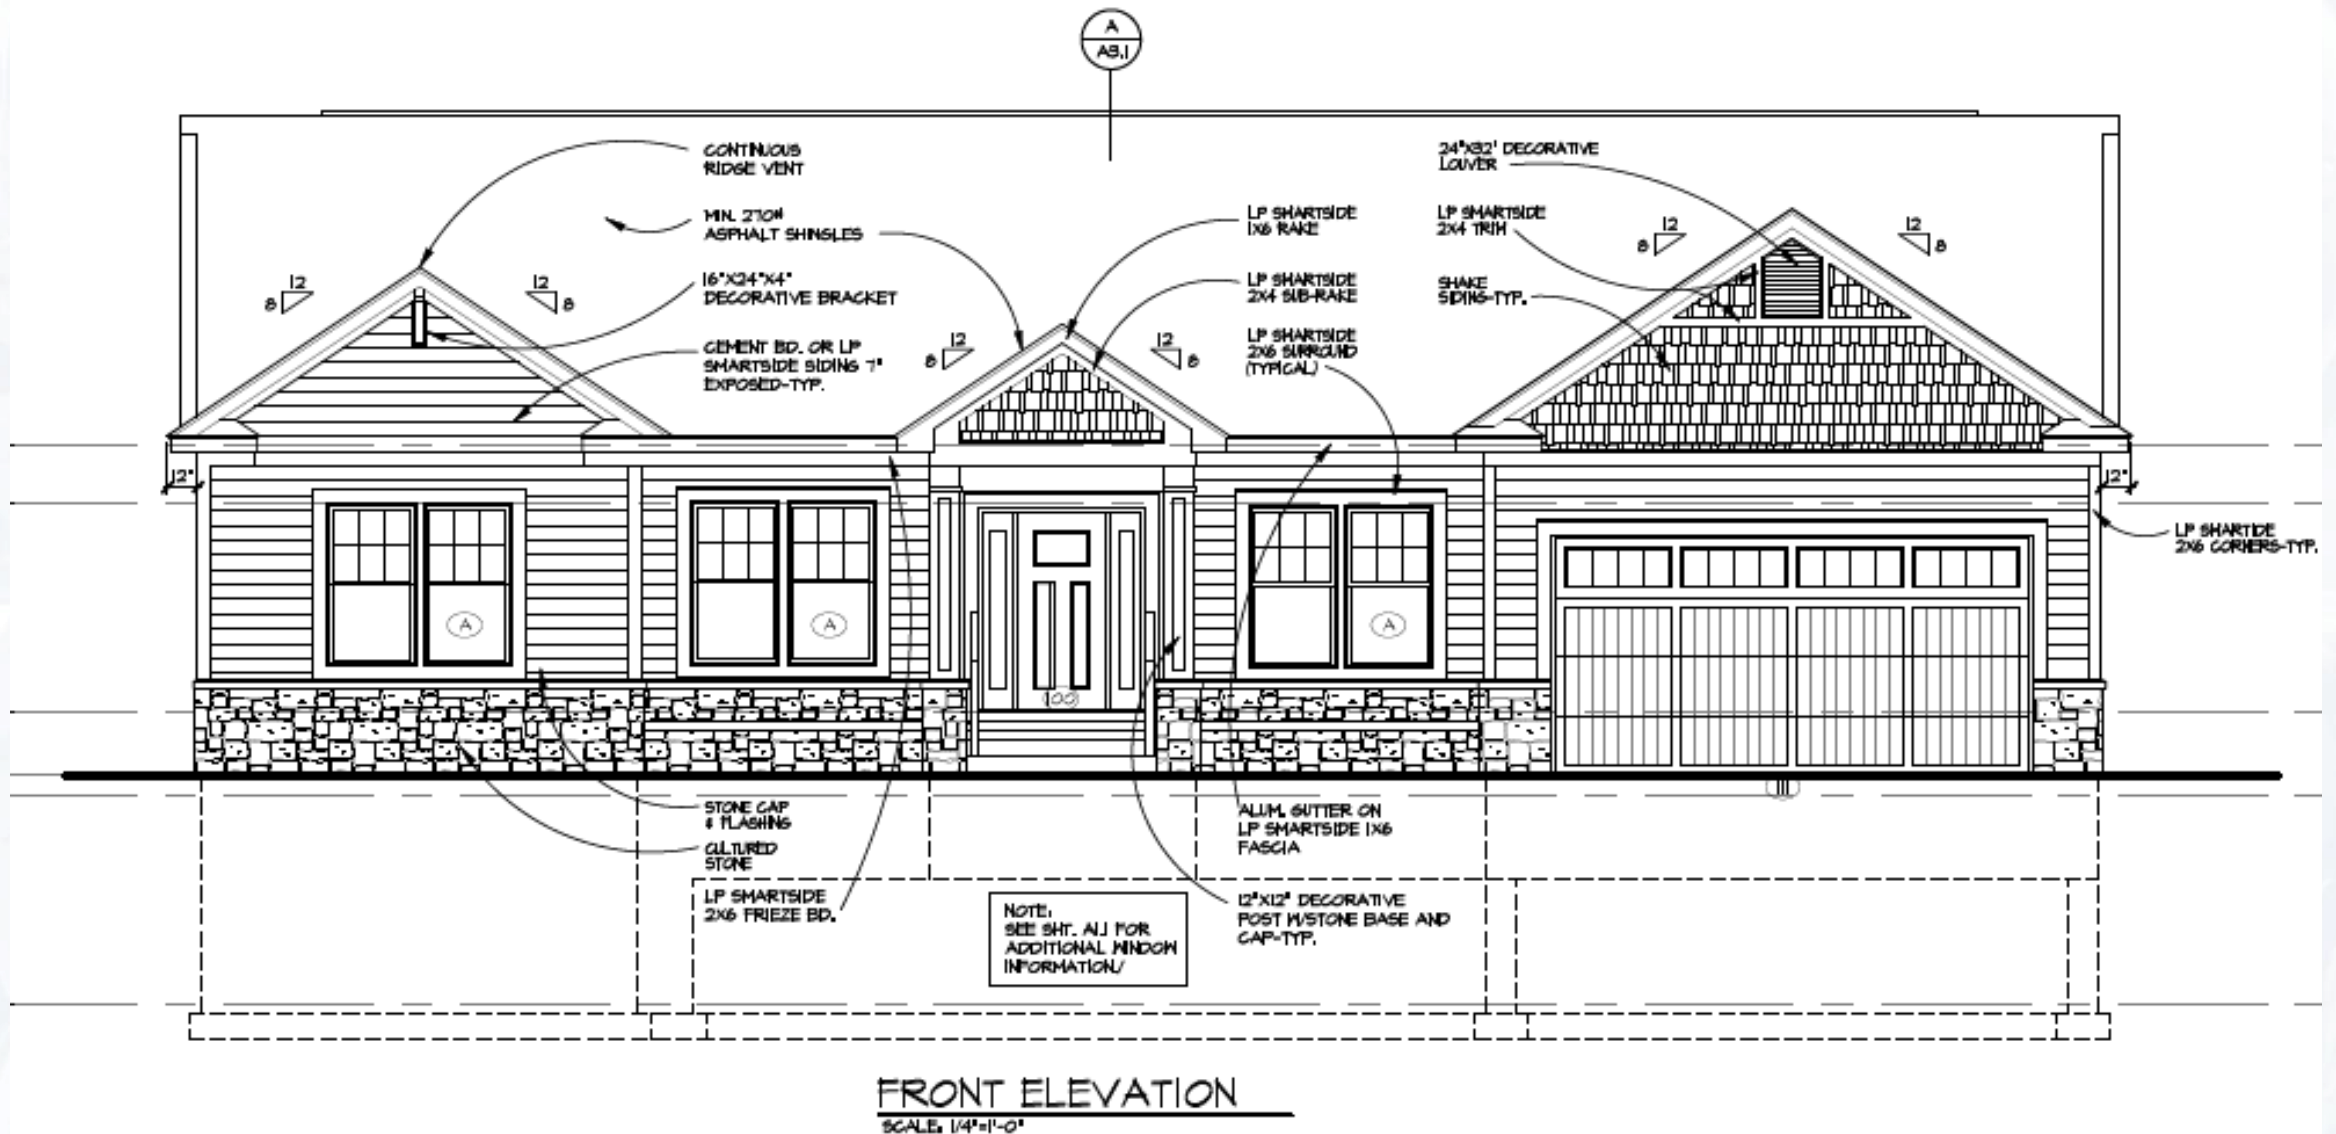 A
A3.1
CONTINUOUS
RIDGE VENT
24"X32' DECORATIVE
LOUVER
MIN. 270#
ASPHALT SHINGLES
LP SMARTSIDE
1X6 RAKE
LP SMARTSIDE
2X4 TRIM
12
8
12
8
12
8
12
8
16"X24"X4"
DECORATIVE BRACKET
LP SMARTSIDE
2X4 SUB-RAKE
SHAKE
SIDING-TYP.
12
8
12
8
CEMENT BD. OR LP
SMARTSIDE SIDING 7"
EXPOSED-TYP.
LP SMARTSIDE
2X6 SURROUND
(TYPICAL)
12"
12"
LP SMARTIDE
2X6 CORNERS-TYP.
A
A
A
100
STONE CAP
& FLASHING
CULTURED
STONE
LP SMARTSIDE
2X6 FRIEZE BD.
ALUM. GUTTER ON
LP SMARTSIDE 1X6
FASCIA
12"X12" DECORATIVE
POST W/STONE BASE AND
CAP-TYP.
NOTE:
SEE SHT. A1.1 FOR
ADDITIONAL WINDOW
INFORMATION/
FRONT ELEVATION
SCALE: 1/4"=1'-0"